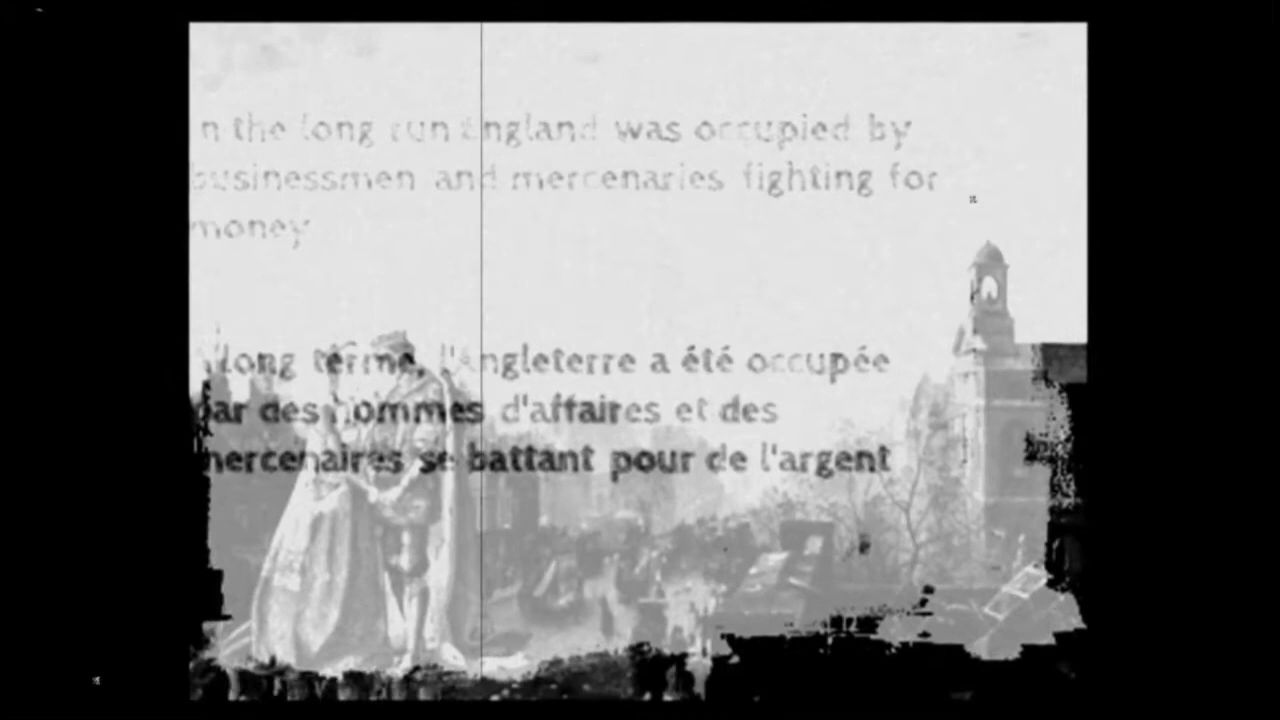 n the long run England was occupied by
businessmen and mercenaries fighting for
money
long terme, l'Angleterre a été occupée
par des hommes d'affaires et des
mercenaires se battant pour de l'argent